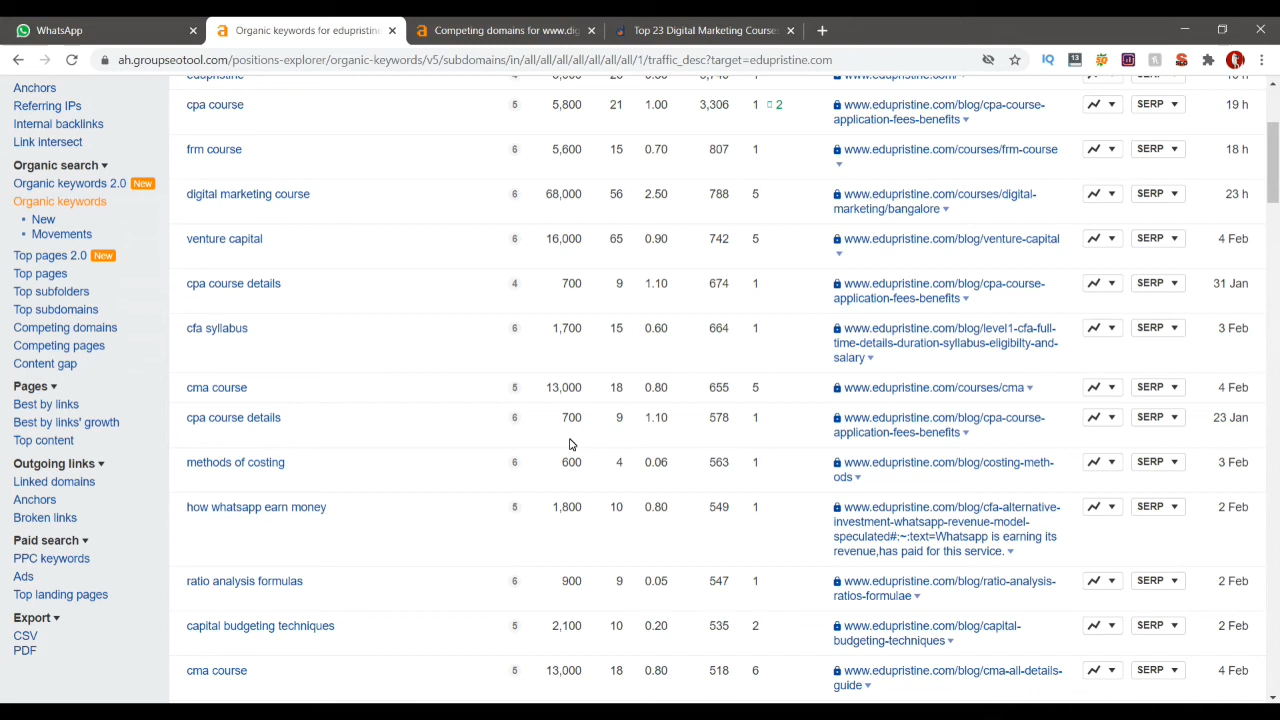 WhatsApp
Organic keywords for edupristine
Competing domains for www.dig
Top 23 Digital Marketing Courses
ah.groupseotool.com/positions-explorer/organic-keywords/v5/subdomains/in/all/all/all/all/all/all/1/traffic_desc?target=edupristine.com
Anchors
Referring IPs
Internal backlinks
Link intersect
Organic search
Organic keywords 2.0 New
Organic keywords
New
Movements
Top pages 2.0 New
Top pages
Top subfolders
Top subdomains
Competing domains
Competing pages
Content gap
Pages
Best by links
Best by links' growth
Top content
Outgoing links
Linked domains
Anchors
Broken links
Paid search
PPC keywords
Ads
Top landing pages
Export
CSV
PDF
edupristine www.edupristine.com/
cpa course 5 5,800 21 1.00 3,306 1 2 www.edupristine.com/blog/cpa-course- SERP 19 h
application-fees-benefits
frm course 6 5,600 15 0.70 807 1 www.edupristine.com/courses/frm-course SERP 18 h
digital marketing course 6 68,000 56 2.50 788 5 www.edupristine.com/courses/digital- SERP 23 h
marketing/bangalore
venture capital 6 16,000 65 0.90 742 5 www.edupristine.com/blog/venture-capital SERP 4 Feb
cpa course details 4 700 9 1.10 674 1 www.edupristine.com/blog/cpa-course- SERP 31 Jan
application-fees-benefits
cfa syllabus 6 1,700 15 0.60 664 1 www.edupristine.com/blog/level1-cfa-full- SERP 3 Feb
time-details-duration-syllabus-eligibilty-and-
salary
cma course 5 13,000 18 0.80 655 5 www.edupristine.com/courses/cma SERP 4 Feb
cpa course details 6 700 9 1.10 578 1 www.edupristine.com/blog/cpa-course- SERP 23 Jan
application-fees-benefits
methods of costing 6 600 4 0.06 563 1 www.edupristine.com/blog/costing-meth- SERP 3 Feb
ods
how whatsapp earn money 5 1,800 10 0.80 549 1 www.edupristine.com/blog/cfa-alternative- SERP 2 Feb
investment-whatsapp-revenue-model-
speculated#:~:text=Whatsapp is earning its
revenue,has paid for this service.
ratio analysis formulas 6 900 9 0.05 547 1 www.edupristine.com/blog/ratio-analysis- SERP 2 Feb
ratios-formulae
capital budgeting techniques 5 2,100 10 0.20 535 2 www.edupristine.com/blog/capital- SERP 2 Feb
budgeting-techniques
cma course 5 13,000 18 0.80 518 6 www.edupristine.com/blog/cma-all-details- SERP 4 Feb
guide